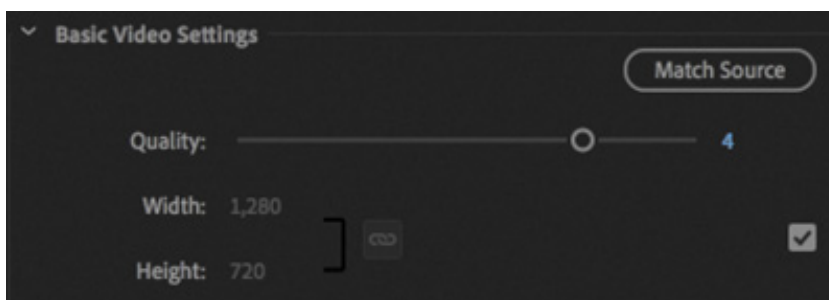 Basic Video Settings
Match Source
Quality: 4
Width: 1,280
Height: 720